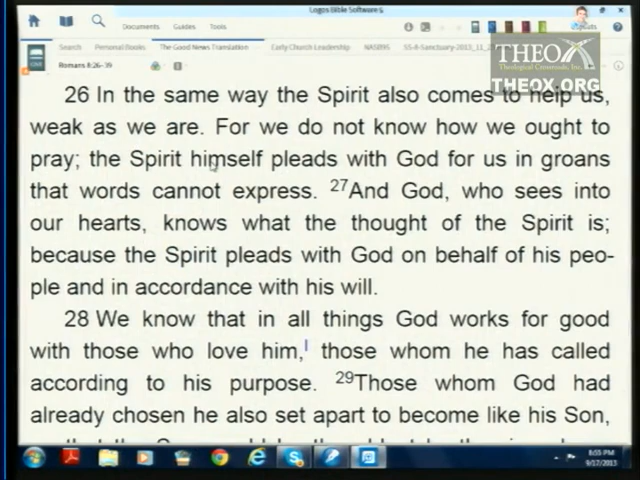 Logos Bible Software 5
Documents Guides Tools
Search Personal Books The Good News Translation Early Church Leadership NASB95
Romans 8:26-39
THEOX
Theological Crossroads, Inc.
THEOX.ORG
26 In the same way the Spirit also comes to help us,
weak as we are. For we do not know how we ought to
pray; the Spirit himself pleads with God for us in groans
that words cannot express. 27And God, who sees into
our hearts, knows what the thought of the Spirit is;
because the Spirit pleads with God on behalf of his peo-
ple and in accordance with his will.
28 We know that in all things God works for good
with those who love him,l those whom he has called
according to his purpose. 29Those whom God had
already chosen he also set apart to become like his Son,
8:55 PM
9/17/2013